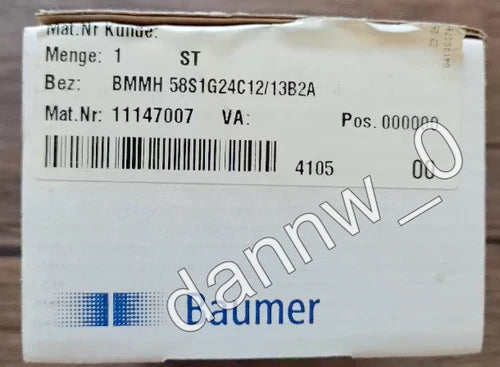 Mat.Nr Kunde:
Menge: 1 ST
Bez: BMMH 58S1G24C12/13B2A
Mat.Nr: 11147007 VA: Pos. 000000
4105 00
Baumer
dannw_0